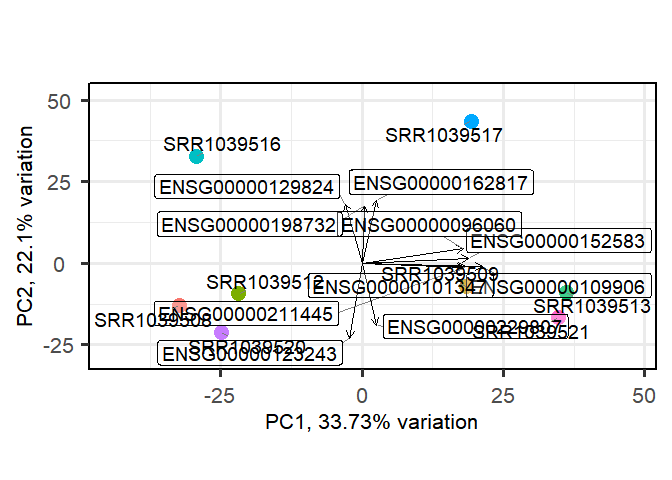 50
25
0
-25
PC2, 22.1% variation
SRR1039517
SRR1039516
ENSG00000129824
ENSG00000162817
ENSG00000198732
ENSG00000096060
ENSG00000152583
SRR1039509
SRR1039512
ENSG00000101347
ENSG00000109906
SRR1039513
ENSG00000211445
SRR1039508
ENSG00000229807
SRR1039521
SRR1039520
ENSG00000123243
-25
0
25
50
PC1, 33.73% variation